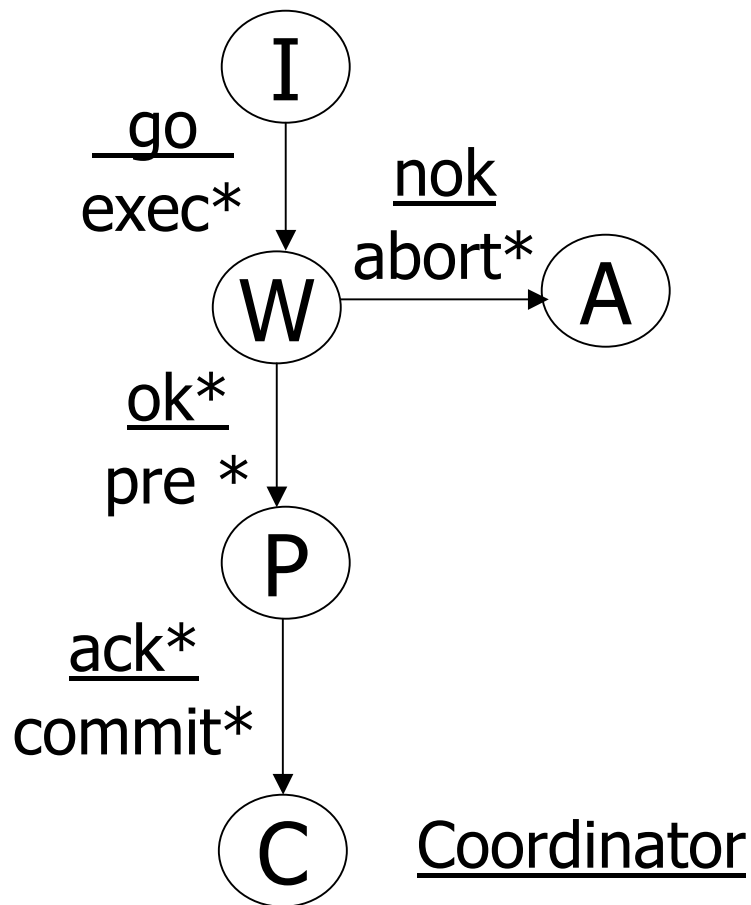 I
go
exec*
nok
abort*
W
A
ok*
pre *
P
ack*
commit*
C
Coordinator